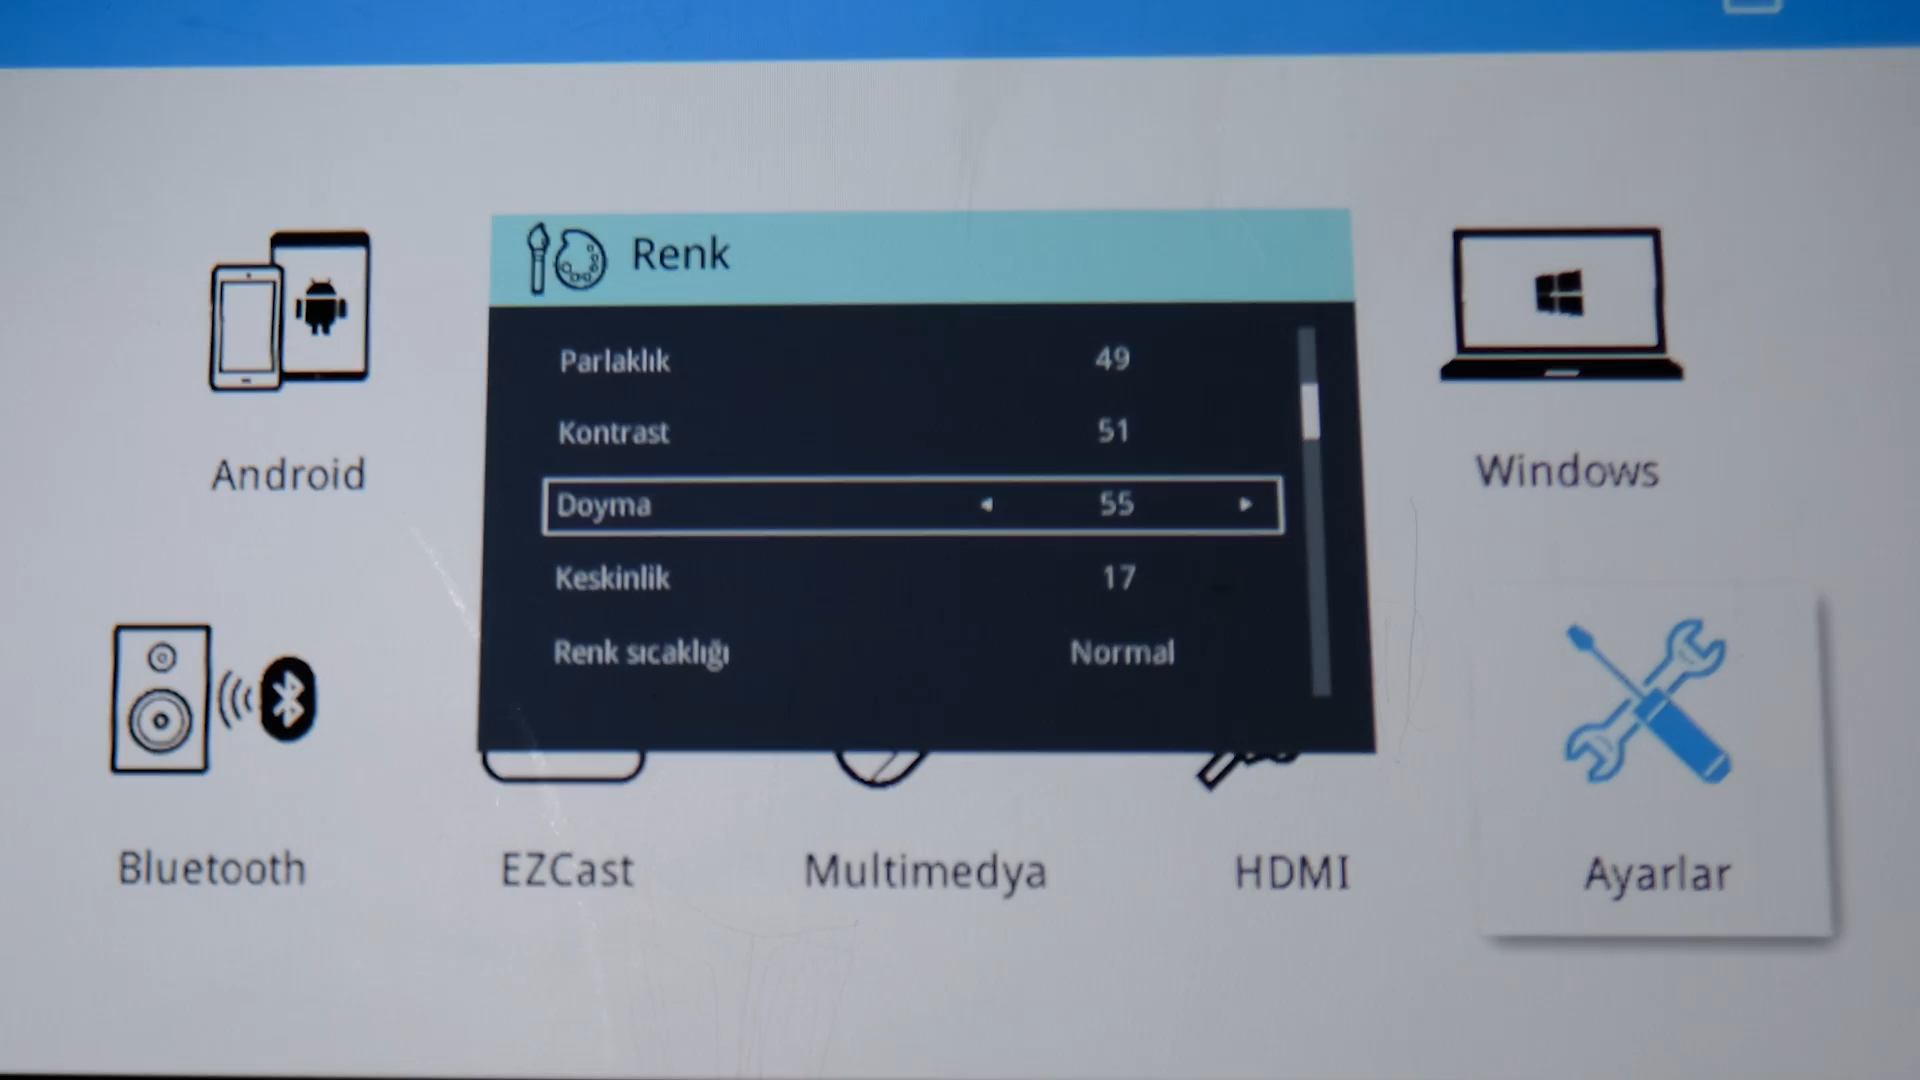 Renk
Parlaklık 49
Kontrast 51
Doyma 55
Keskinlik 17
Renk sıcaklığı Normal
Android
Windows
Bluetooth
EZCast
Multimedya
HDMI
Ayarlar